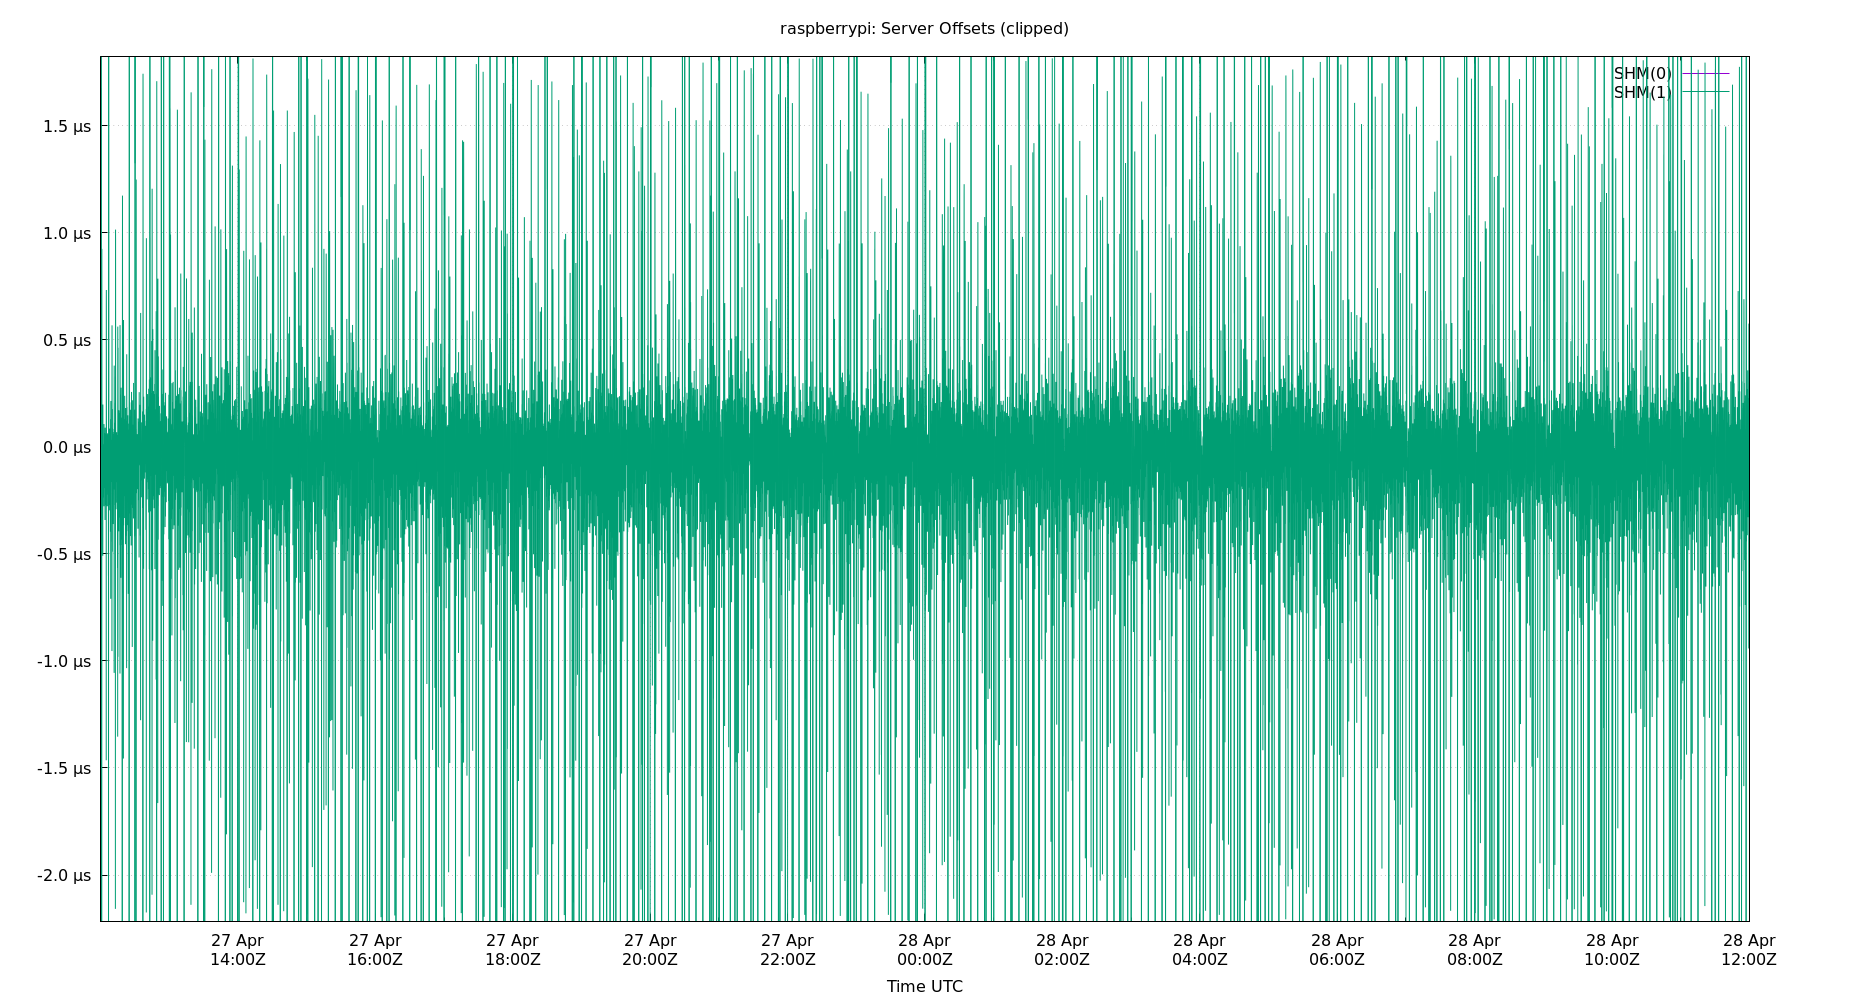 raspberrypi: Server Offsets (clipped)
SHM(0)
SHM(1)
1.5 µs
1.0 µs
0.5 µs
0.0 µs
-0.5 µs
-1.0 µs
-1.5 µs
-2.0 µs
27 Apr 27 Apr 27 Apr 27 Apr 27 Apr 28 Apr 28 Apr 28 Apr 28 Apr 28 Apr 28 Apr 28 Apr
14:00Z 16:00Z 18:00Z 20:00Z 22:00Z 00:00Z 02:00Z 04:00Z 06:00Z 08:00Z 10:00Z 12:00Z
Time UTC